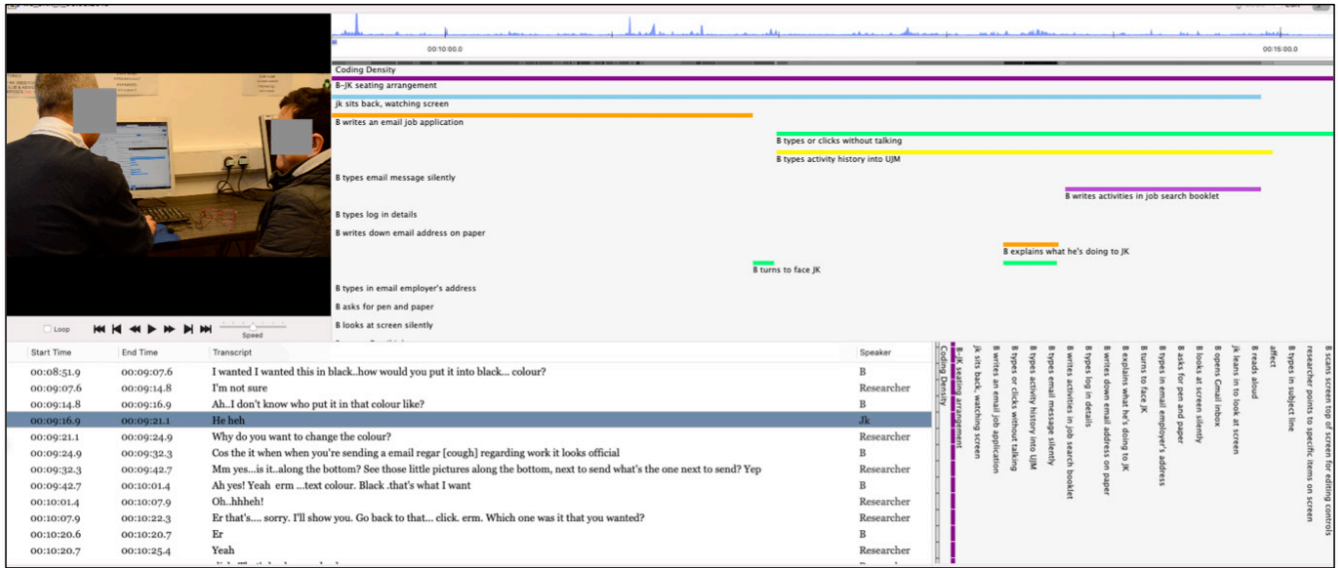 00:10:00.0 00:15:00.0
Coding Density
B-JK seating arrangement
jk sits back, watching screen
B writes an email job application
B types or clicks without talking
B types activity history into UJM
B types email message silently
B writes activities in job search booklet
B types log in details
B writes down email address on paper
B explains what he's doing to JK
B turns to face JK
B types in email employer's address
B asks for pen and paper
B looks at screen silently
Loop
Speed
Start Time End Time Transcript Speaker
00:08:51.9 00:09:07.6 I wanted I wanted this in black..how would you put it into black... colour? B
00:09:07.6 00:09:14.8 I'm not sure Researcher
00:09:14.8 00:09:16.9 Ah..I don't know who put it in that colour like? B
00:09:16.9 00:09:21.1 He heh Jk
00:09:21.1 00:09:24.9 Why do you want to change the colour? Researcher
00:09:24.9 00:09:32.3 Cos the it when when you're sending a email regar [cough] regarding work it looks official B
00:09:32.3 00:09:42.7 Mm yes...is it..along the bottom? See those little pictures along the bottom, next to send what's the one next to send? Yep Researcher
00:09:42.7 00:10:01.4 Ah yes! Yeah erm ...text colour. Black .that's what I want B
00:10:01.4 00:10:07.9 Oh..hhheh! Researcher
00:10:07.9 00:10:22.3 Er that's.... sorry. I'll show you. Go back to that... click. erm. Which one was it that you wanted? Researcher
00:10:20.6 00:10:20.7 Er B
00:10:20.7 00:10:25.4 Yeah Researcher
Coding Density
B-JK seating arrangement
jk sits back, watching screen
B writes an email job application
B types or clicks without talking
B types activity history into UJM
B types email message silently
B writes activities in job search booklet
B types log in details
B writes down email address on paper
B explains what he's doing to JK
B turns to face JK
B types in email employer's address
B asks for pen and paper
B looks at screen silently
B opens Gmail inbox
jk leans in to look at screen
B reads aloud
affect
B types in subject line
researcher points to specific items on screen
B scans screen top of screen for editing controls